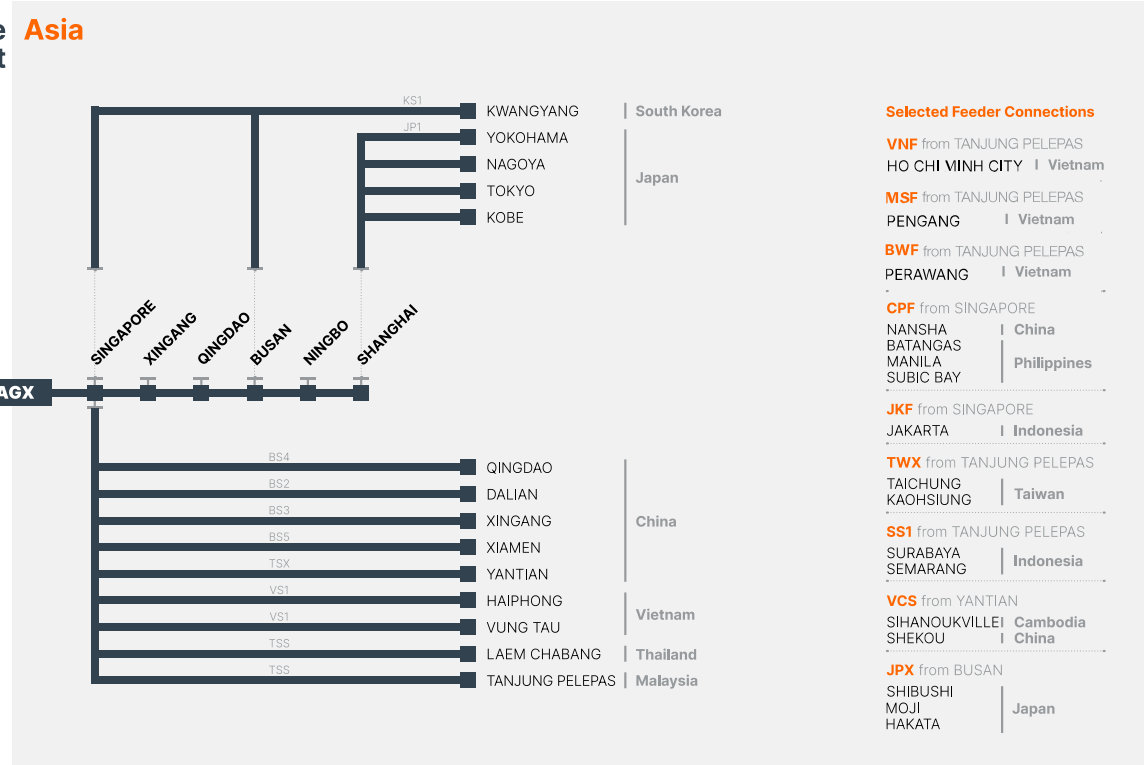 e
t
Asia
KS1
KWANGYANG
South Korea
JP1
YOKOHAMA
NAGOYA
TOKYO
KOBE
Japan
SINGAPORE
XINGANG
QINGDAO
BUSAN
NINGBO
SHANGHAI
AGX
BS4
QINGDAO
BS2
DALIAN
BS3
XINGANG
BS5
XIAMEN
TSX
YANTIAN
China
VS1
HAIPHONG
VS1
VUNG TAU
Vietnam
TSS
LAEM CHABANG
Thailand
TSS
TANJUNG PELEPAS
Malaysia
Selected Feeder Connections
VNF from TANJUNG PELEPAS
HO CHI MINH CITY Vietnam
MSF from TANJUNG PELEPAS
PENGANG Vietnam
BWF from TANJUNG PELEPAS
PERAWANG Vietnam
CPF from SINGAPORE
NANSHA China
BATANGAS
MANILA
SUBIC BAY
Philippines
JKF from SINGAPORE
JAKARTA Indonesia
TWX from TANJUNG PELEPAS
TAICHUNG
KAOHSIUNG
Taiwan
SS1 from TANJUNG PELEPAS
SURABAYA
SEMARANG
Indonesia
VCS from YANTIAN
SIHANOUKVILLE Cambodia
SHEKOU China
JPX from BUSAN
SHIBUSHI
MOJI
HAKATA
Japan